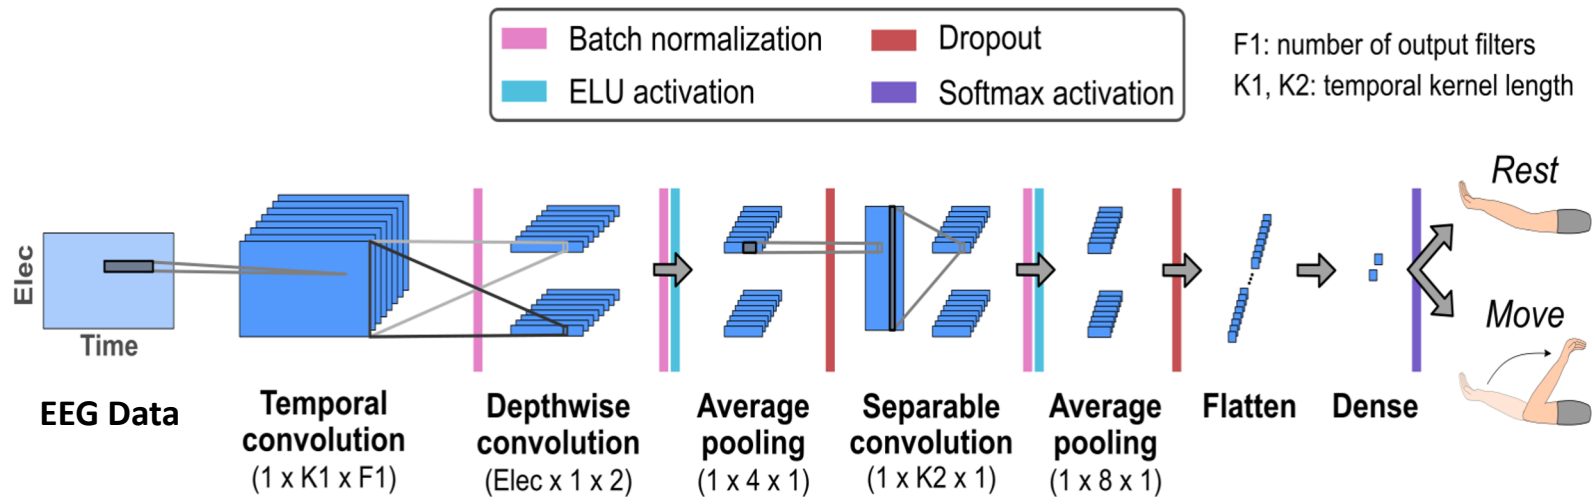 Batch normalization
Dropout
ELU activation
Softmax activation
F1: number of output filters
K1, K2: temporal kernel length
Elec
Time
Rest
Move
EEG Data
Temporal
convolution
(1 x K1 x F1)
Depthwise
convolution
(Elec x 1 x 2)
Average
pooling
(1 x 4 x 1)
Separable
convolution
(1 x K2 x 1)
Average
pooling
(1 x 8 x 1)
Flatten
Dense